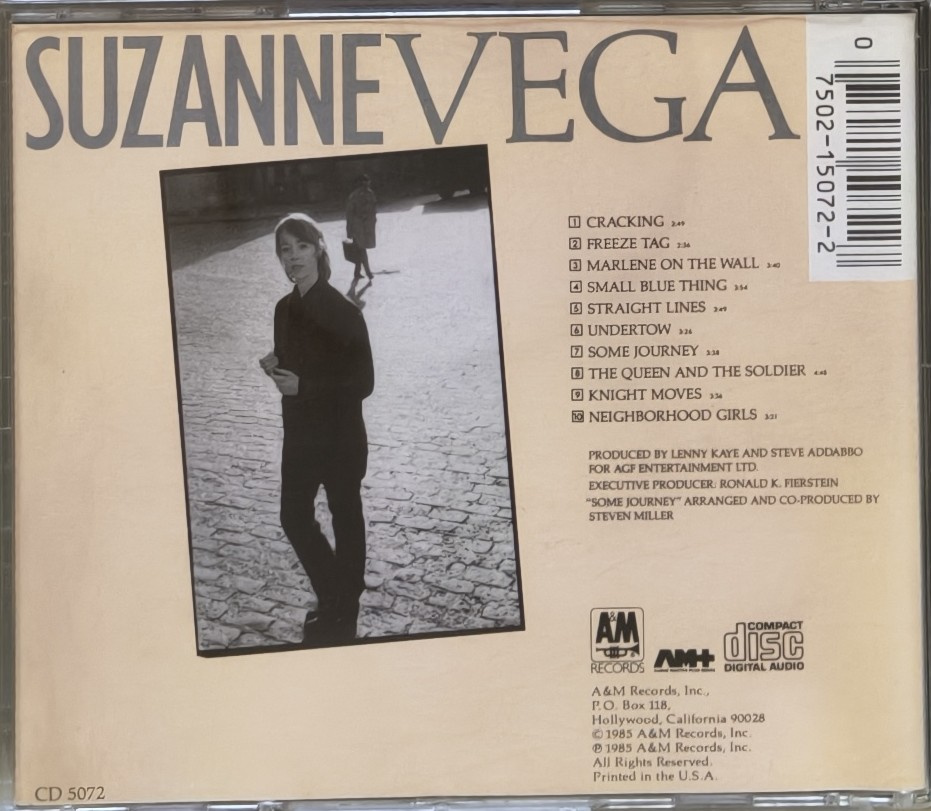 SUZANNEVEGA
0
7502-15072-2
1 CRACKING 2:49
2 FREEZE TAG 2:36
3 MARLENE ON THE WALL 3:40
4 SMALL BLUE THING 3:54
5 STRAIGHT LINES 3:49
6 UNDERTOW 3:26
7 SOME JOURNEY 3:38
8 THE QUEEN AND THE SOLDIER 4:48
9 KNIGHT MOVES 3:36
10 NEIGHBORHOOD GIRLS 3:21
PRODUCED BY LENNY KAYE AND STEVE ADDABBO
FOR AGF ENTERTAINMENT LTD.
EXECUTIVE PRODUCER: RONALD K. FIERSTEIN
"SOME JOURNEY" ARRANGED AND CO-PRODUCED BY
STEVEN MILLER
A&M
RECORDS
AM+
COMPACT
disc
DIGITAL AUDIO
A&M Records, Inc.,
P.O. Box 118,
Hollywood, California 90028
© 1985 A&M Records, Inc.
℗ 1985 A&M Records, Inc.
All Rights Reserved.
Printed in the U.S.A.
CD 5072